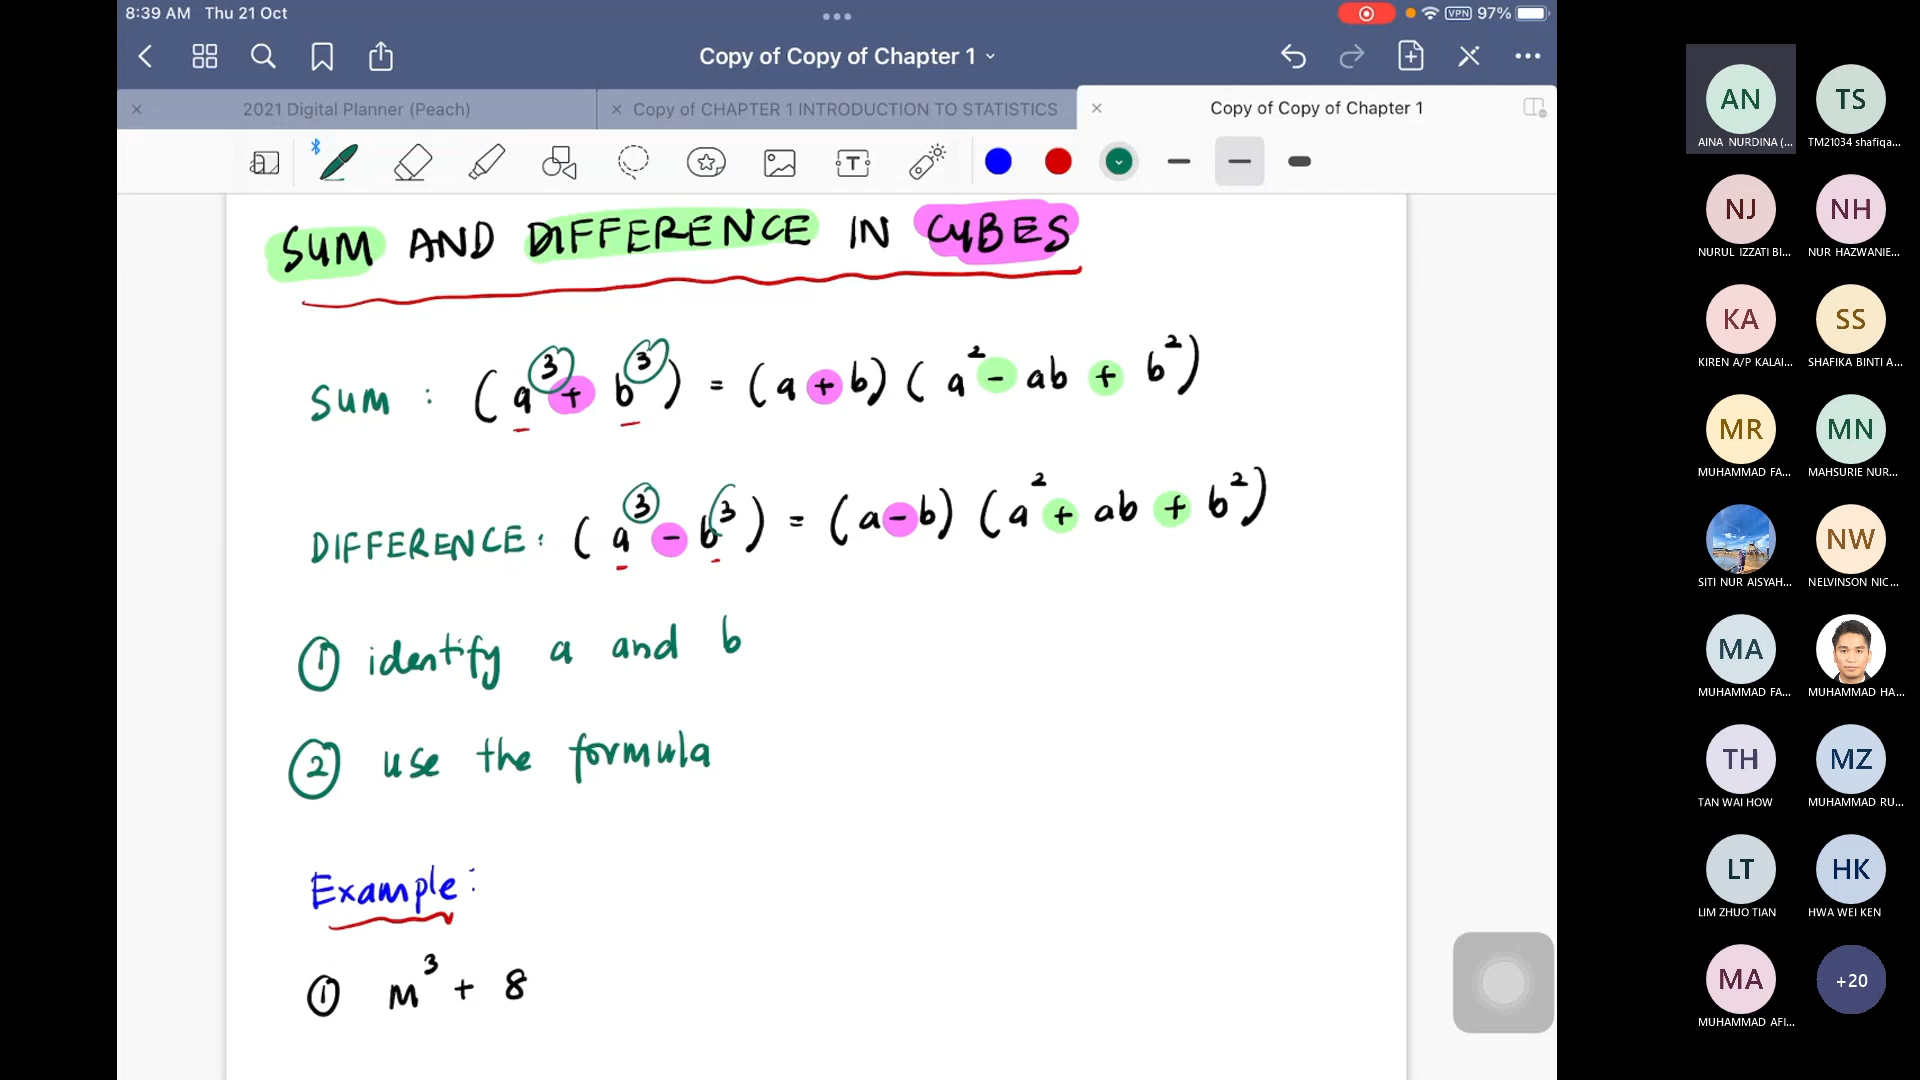 8:39 AM Thu 21 Oct
VPN 97%
Copy of Copy of Chapter 1
2021 Digital Planner (Peach)
Copy of CHAPTER 1 INTRODUCTION TO STATISTICS
Copy of Copy of Chapter 1
SUM AND DIFFERENCE IN CUBES
SUM : (a³ + b³) = (a + b) (a² - ab + b²)
DIFFERENCE: (a³ - b³) = (a - b) (a² + ab + b²)
① identify a and b
② use the formula
Example:
① m³ + 8
AN
TS
AINA NURDINA (...
TM21034 shafiqa...
NJ
NH
NURUL IZZATI BI...
NUR HAZWANIE...
KA
SS
KIREN A/P KALAI...
SHAFIKA BINTI A...
MR
MN
MUHAMMAD FA...
MAHSURIE NUR...
NW
SITI NUR AISYAH...
NELVINSON NIC...
MA
MUHAMMAD FA...
MUHAMMAD HA...
TH
MZ
TAN WAI HOW
MUHAMMAD RU...
LT
HK
LIM ZHUO TIAN
HWA WEI KEN
MA
+20
MUHAMMAD AFI...